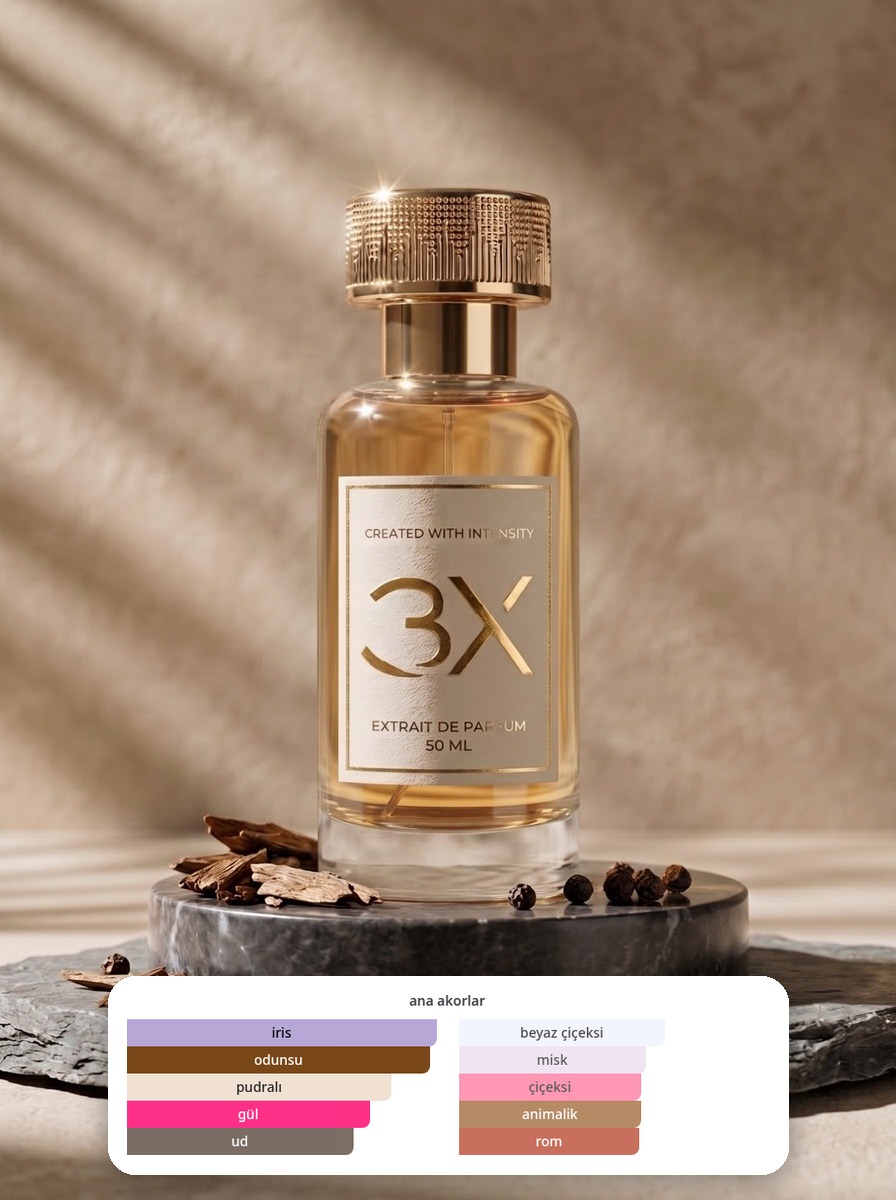 CREATED WITH INTENSITY
3X
EXTRAIT DE PARFUM
50 ML
ana akorlar
iris
odunsu
pudralı
gül
ud
beyaz çiçeksi
misk
çiçeksi
animalik
rom